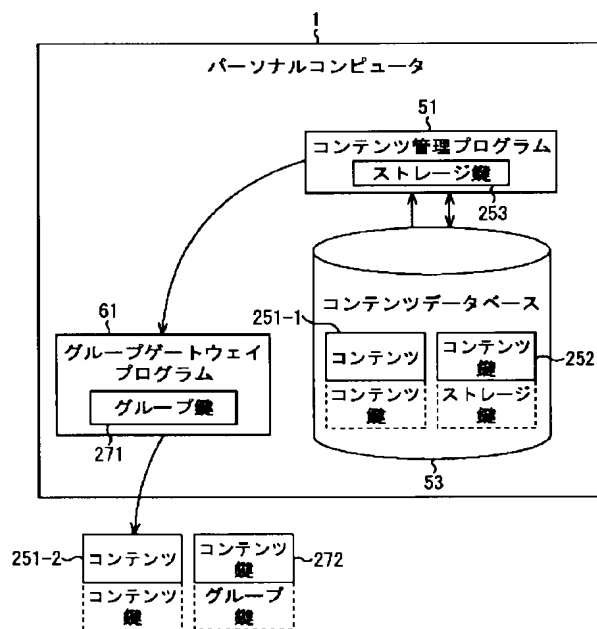 1
パーソナルコンピュータ
51
コンテンツ管理プログラム
ストレージ鍵
253
コンテンツデータベース
251-1
コンテンツ
コンテンツ
鍵
252
コンテンツ
鍵
ストレージ
鍵
53
61
グループゲートウェイ
プログラム
グループ鍵
271
251-2
コンテンツ
コンテンツ
鍵
272
コンテンツ
鍵
グループ
鍵